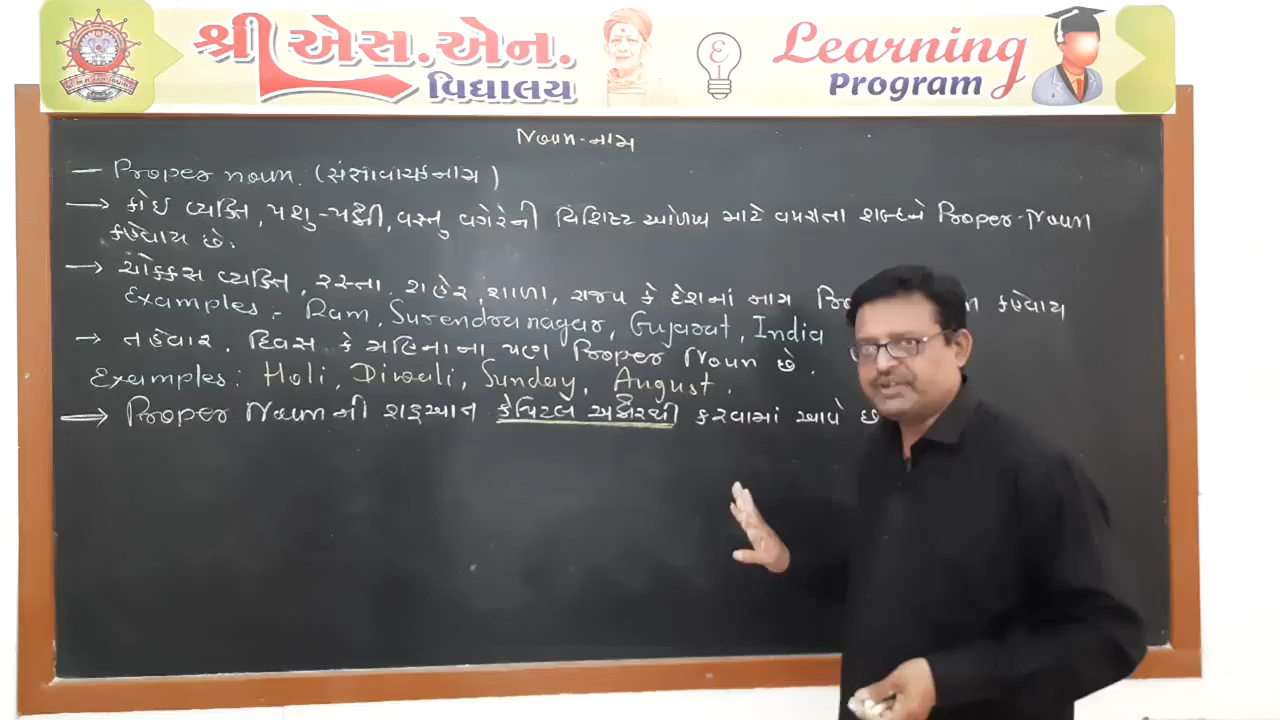 શ્રી એસ.એન.
વિદ્યાલય
Learning
Program
Noun-નામ
– Proper noun. (સંજ્ઞાવાચક નામ)
→ કોઈ વ્યક્તિ, પશુ-પક્ષી, વસ્તુ વગેરેની વિશિષ્ટ ઓળખ માટે વપરાતા શબ્દને Proper-Noun
કહેવાય છે.
→ ચોક્કસ વ્યક્તિ, રસ્તા, શહેર, શાળા, રાજ્ય કે દેશનાં નામ કહેવાય
Examples :- Ram, Surendranagar, Gujarat, India
→ તહેવાર, દિવસ કે મહિનાના પણ Proper Noun છે.
Examples: Holi, Diwali, Sunday, August.
→ Proper Noun ની શરૂઆત કેપિટલ અક્ષરથી કરવામાં આવે છે